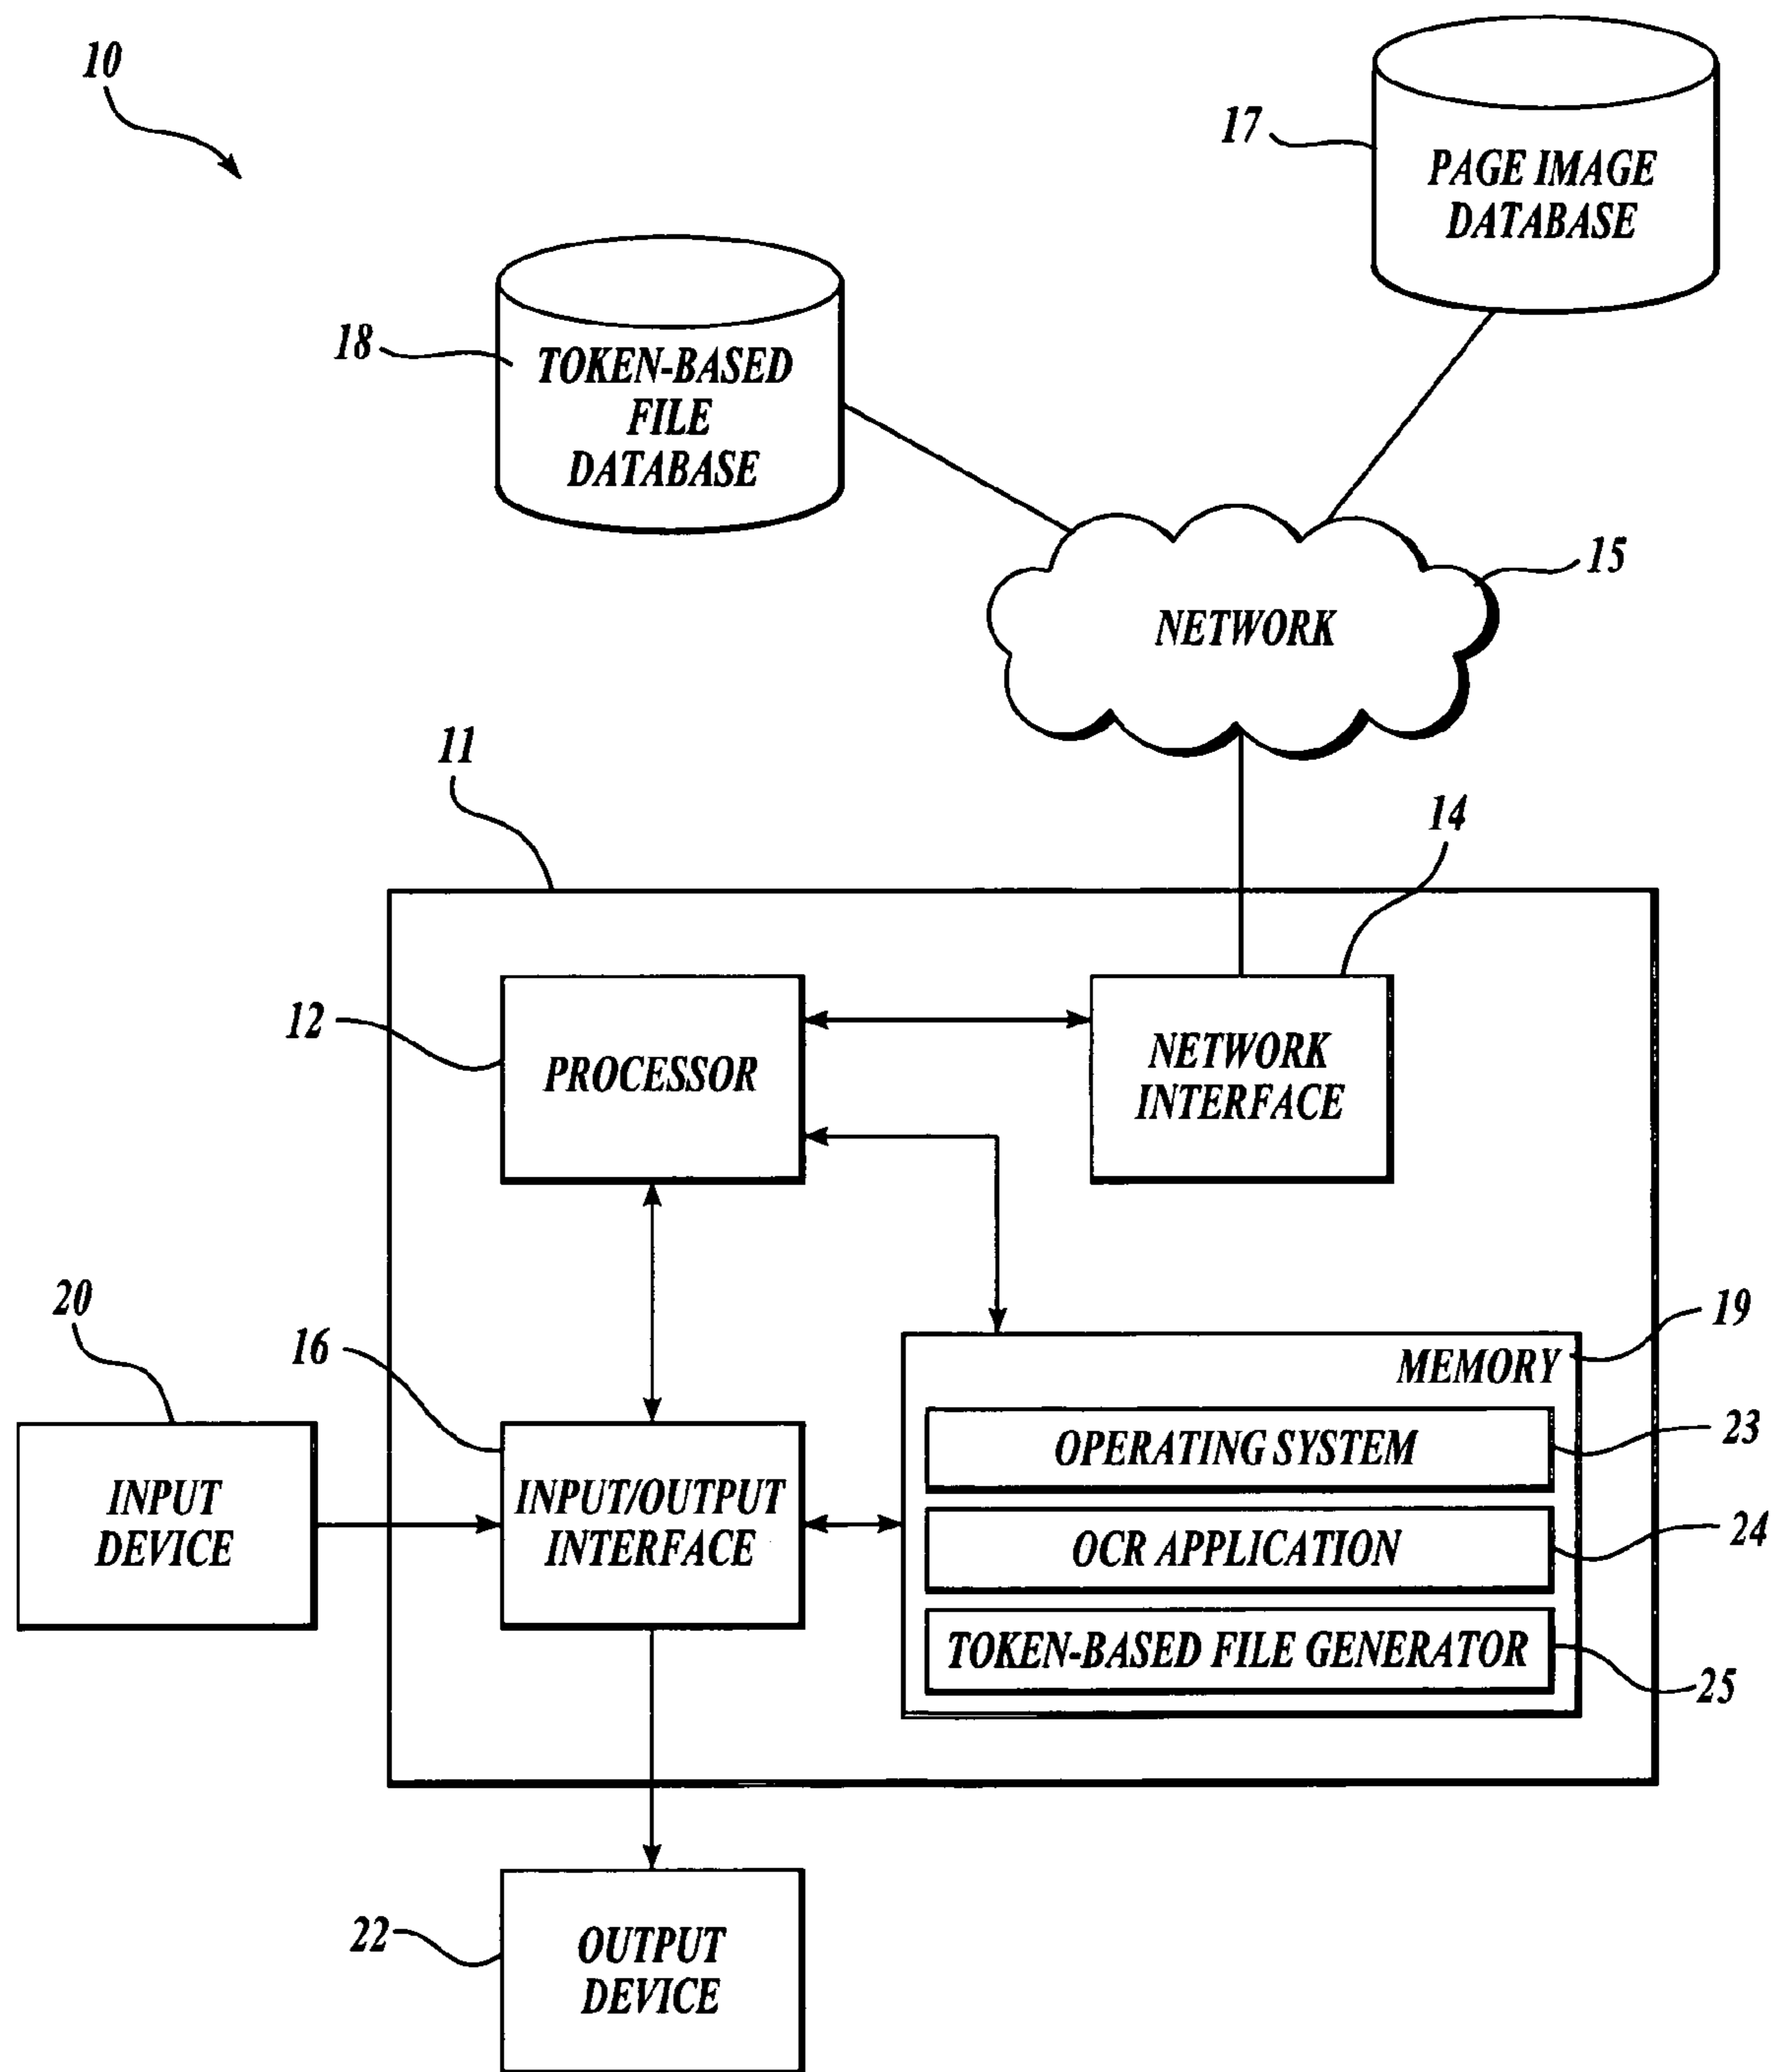 10
17
PAGE IMAGE
DATABASE
18
TOKEN-BASED
FILE
DATABASE
15
NETWORK
11
14
12
PROCESSOR
NETWORK
INTERFACE
20
16
19
MEMORY
INPUT
DEVICE
INPUT/OUTPUT
INTERFACE
OPERATING SYSTEM
23
OCR APPLICATION
24
TOKEN-BASED FILE GENERATOR
25
22
OUTPUT
DEVICE